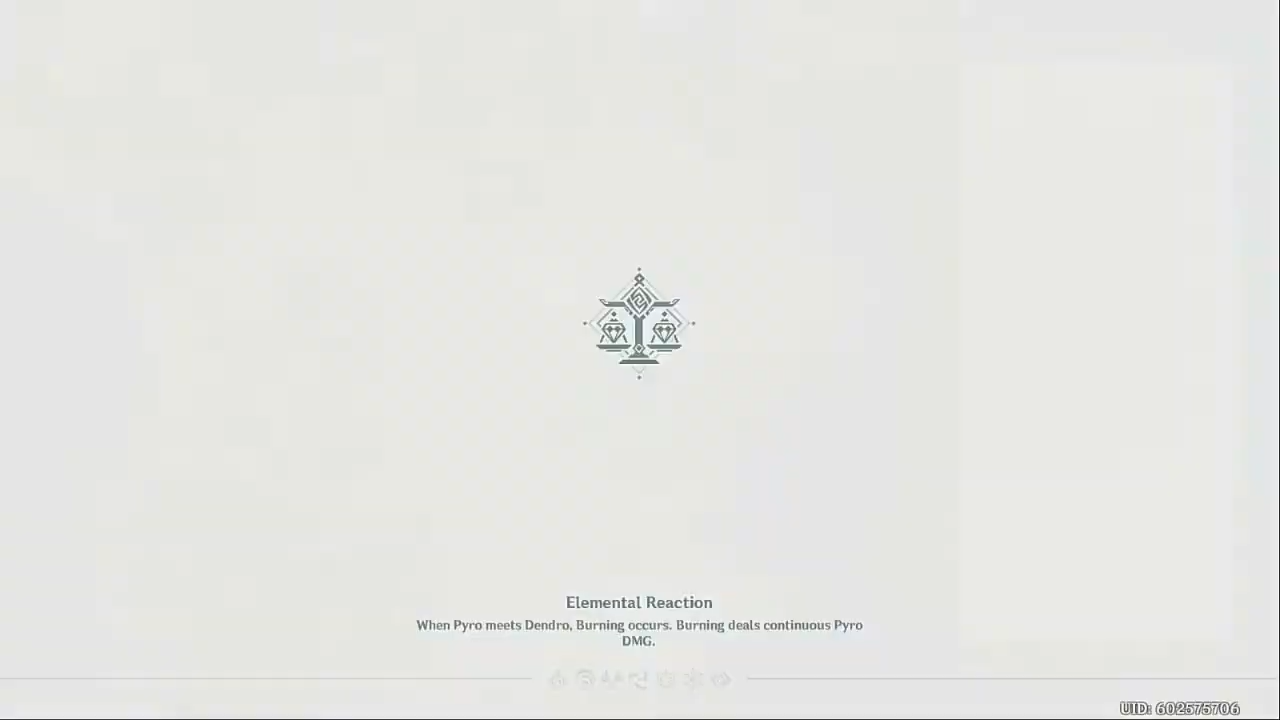 Elemental Reaction
When Pyro meets Dendro, Burning occurs. Burning deals continuous Pyro
DMG.
UID: 602575706